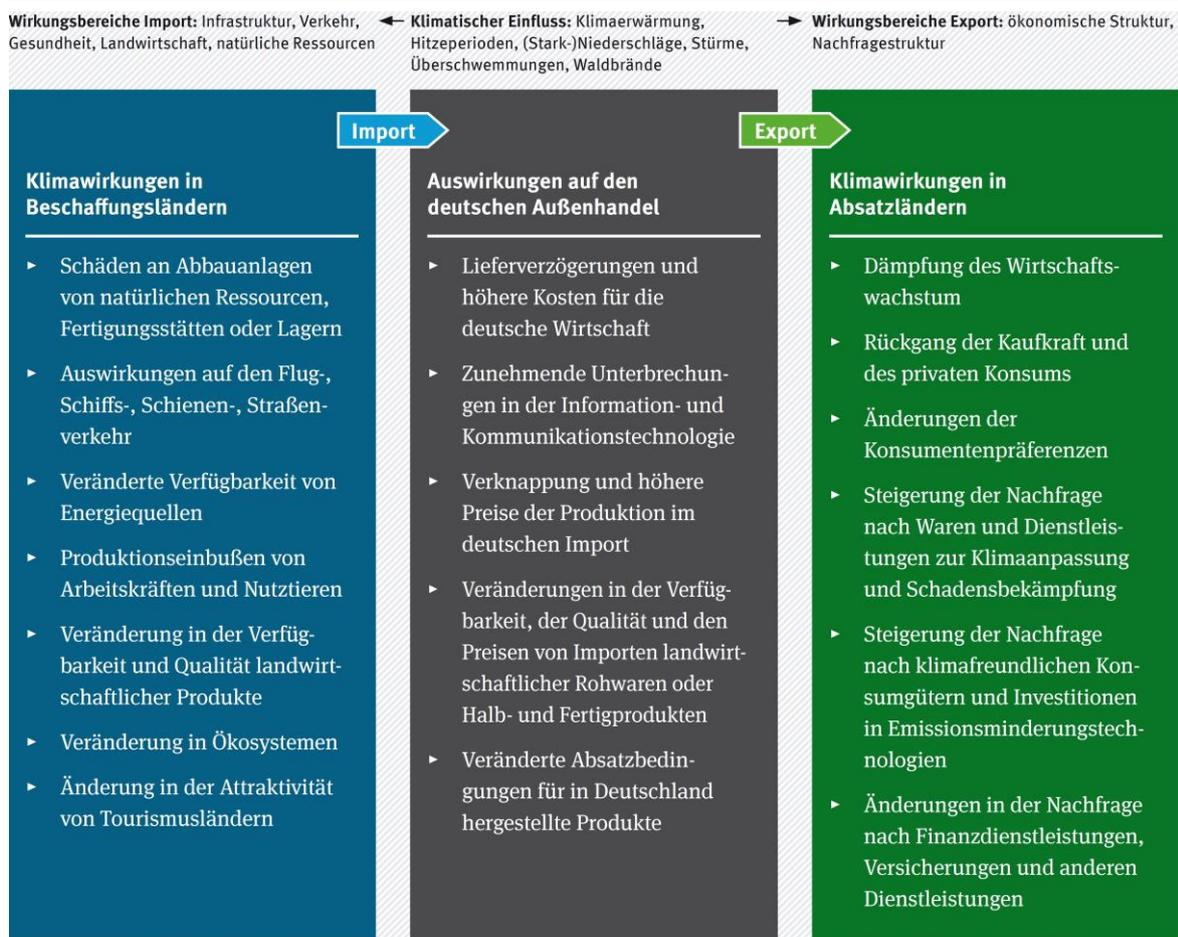 Wirkungsbereiche Import: Infrastruktur, Verkehr,
Gesundheit, Landwirtschaft, natürliche Ressourcen
Klimatischer Einfluss: Klimaerwärmung,
Hitzeperioden, (Stark-)Niederschläge, Stürme,
Überschwemmungen, Waldbrände
Wirkungsbereiche Export: ökonomische Struktur,
Nachfragestruktur
Import
Export
Klimawirkungen in
Beschaffungsländern
▸ Schäden an Abbauanlagen
von natürlichen Ressourcen,
Fertigungsstätten oder Lagern
▸ Auswirkungen auf den Flug-,
Schiffs-, Schienen-, Straßen-
verkehr
▸ Veränderte Verfügbarkeit von
Energiequellen
▸ Produktionseinbußen von
Arbeitskräften und Nutztieren
▸ Veränderung in der Verfüg-
barkeit und Qualität landwirt-
schaftlicher Produkte
▸ Veränderung in Ökosystemen
▸ Änderung in der Attraktivität
von Tourismusländern
Auswirkungen auf den
deutschen Außenhandel
▸ Lieferverzögerungen und
höhere Kosten für die
deutsche Wirtschaft
▸ Zunehmende Unterbrechun-
gen in der Information- und
Kommunikationstechnologie
▸ Verknappung und höhere
Preise der Produktion im
deutschen Import
▸ Veränderungen in der Verfüg-
barkeit, der Qualität und den
Preisen von Importen landwirt-
schaftlicher Rohwaren oder
Halb- und Fertigprodukten
▸ Veränderte Absatzbedin-
gungen für in Deutschland
hergestellte Produkte
Klimawirkungen in
Absatzländern
▸ Dämpfung des Wirtschafts-
wachstum
▸ Rückgang der Kaufkraft und
des privaten Konsums
▸ Änderungen der
Konsumentenpräferenzen
▸ Steigerung der Nachfrage
nach Waren und Dienstleis-
tungen zur Klimaanpassung
und Schadensbekämpfung
▸ Steigerung der Nachfrage
nach klimafreundlichen Kon-
sumgütern und Investitionen
in Emissionsminderungstech-
nologien
▸ Änderungen in der Nachfrage
nach Finanzdienstleistungen,
Versicherungen und anderen
Dienstleistungen